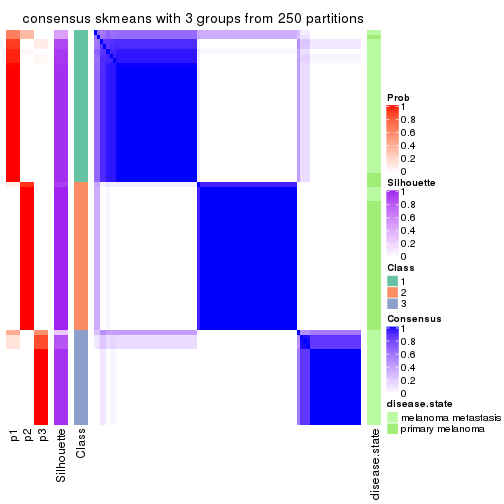 consensus skmeans with 3 groups from 250 partitions
p1
p2
p3
Silhouette
Class
disease.state
Prob
1
0.8
0.6
0.4
0.2
0
Silhouette
1
0.8
0.6
0.4
0.2
0
Class
1
2
3
Consensus
1
0.8
0.6
0.4
0.2
0
disease.state
melanoma metastasis
primary melanoma